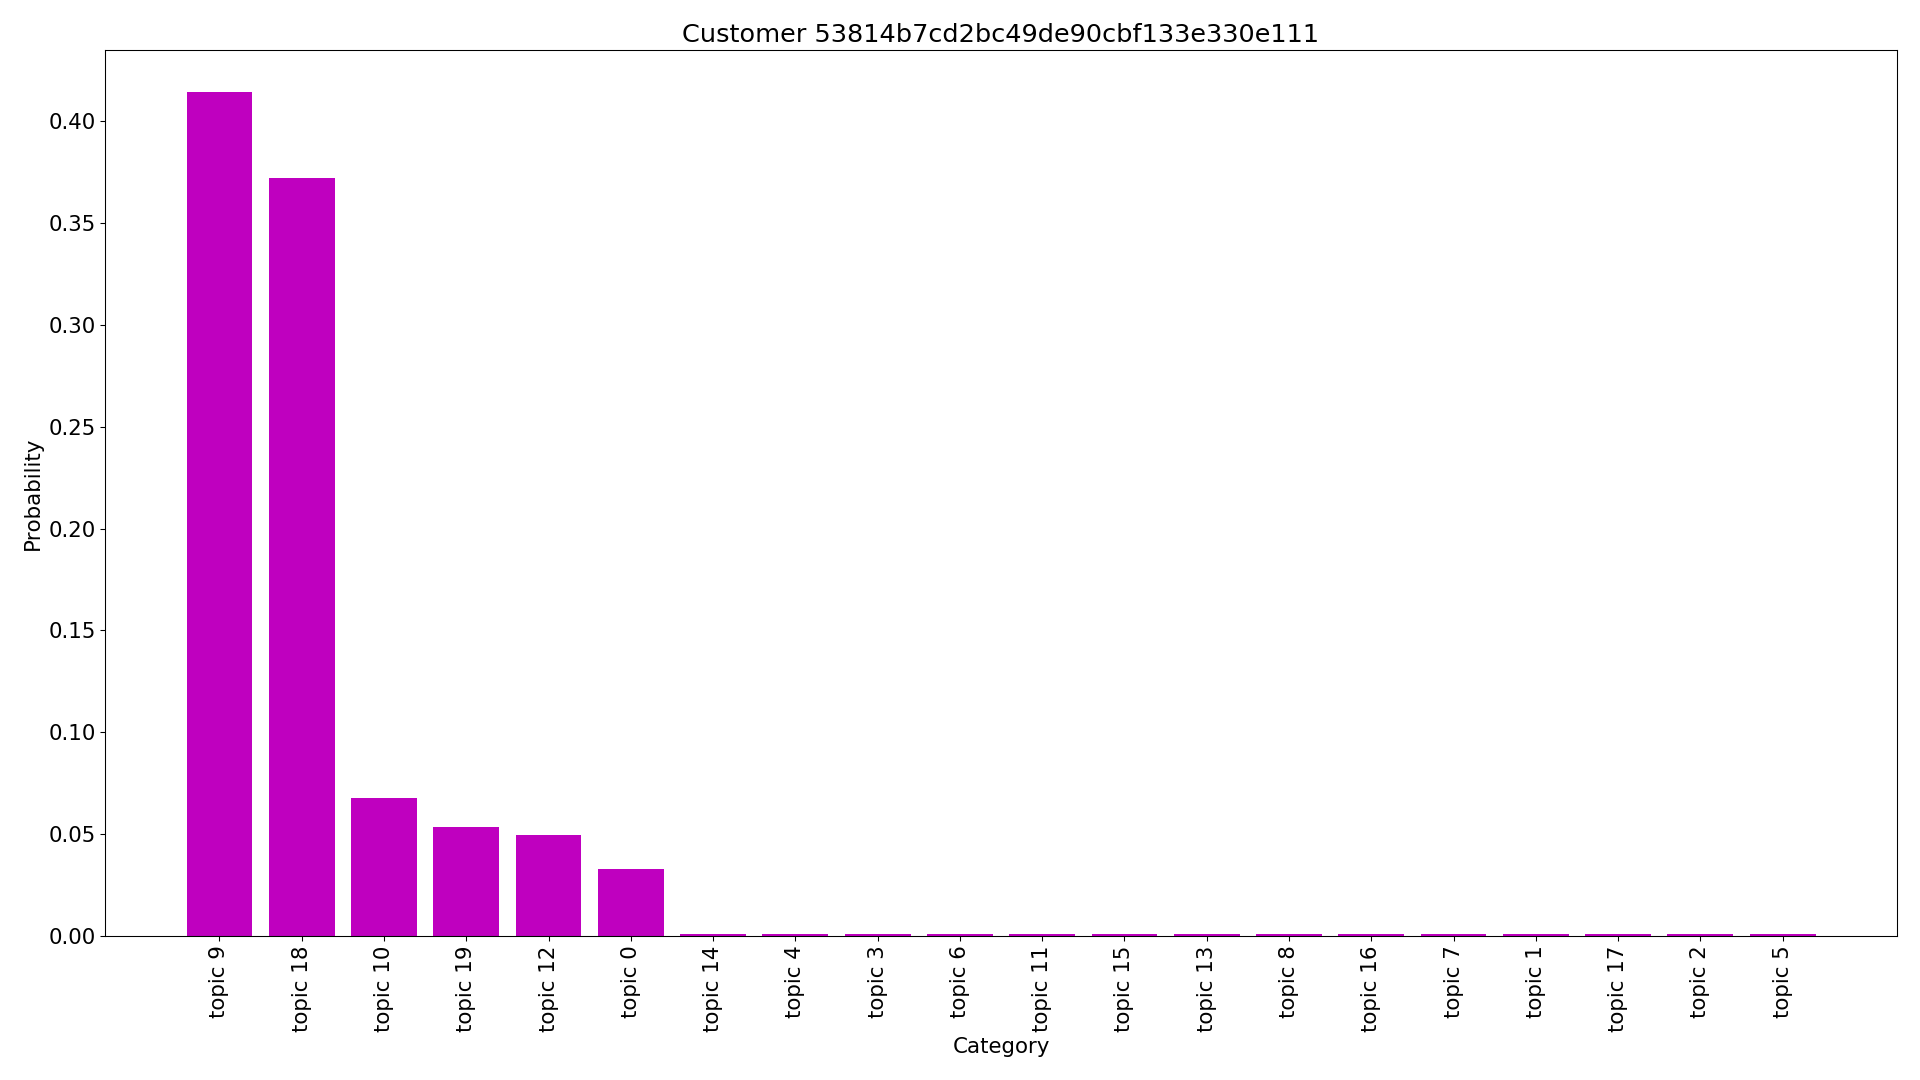 Customer 53814b7cd2bc49de90cbf133e330e111
Probability
0.40
0.35
0.30
0.25
0.20
0.15
0.10
0.05
0.00
topic 9
topic 18
topic 10
topic 19
topic 12
topic 0
topic 14
topic 4
topic 3
topic 6
topic 11
topic 15
topic 13
topic 8
topic 16
topic 7
topic 1
topic 17
topic 2
topic 5
Category